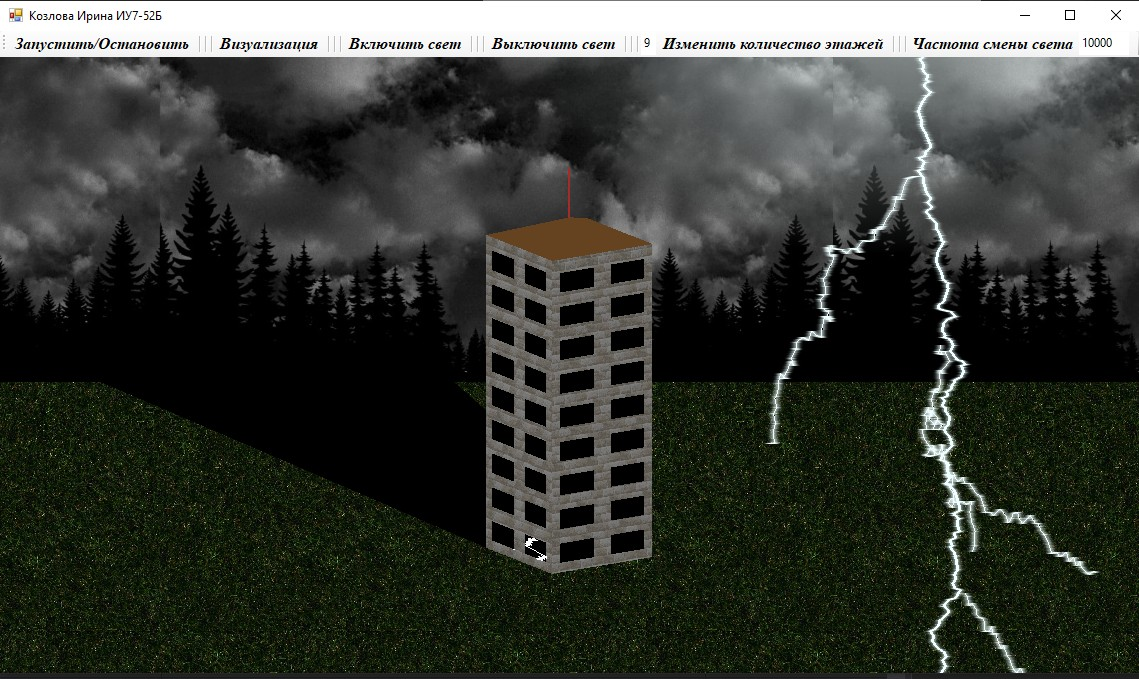 Козлова Ирина ИУ7-52Б
Запустить/Остановить Визуализация Включить свет Выключить свет 9 Изменить количество этажей Частота смены света 10000